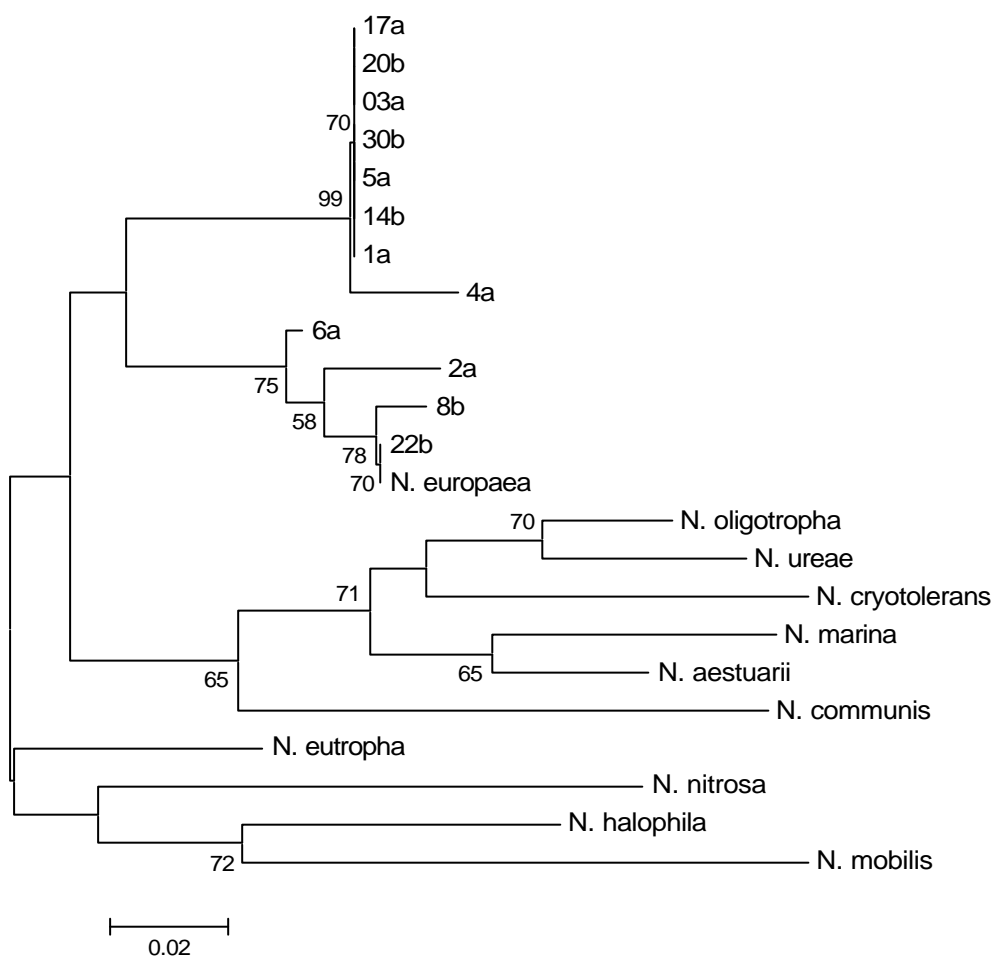 17a
20b
03a
70
30b
5a
99
14b
1a
4a
6a
2a
75
8b
58
22b
78
70
N. europaea
70
N. oligotropha
N. ureae
71
N. cryotolerans
N. marina
65
N. aestuarii
65
N. communis
N. eutropha
N. nitrosa
N. halophila
72
N. mobilis
0.02